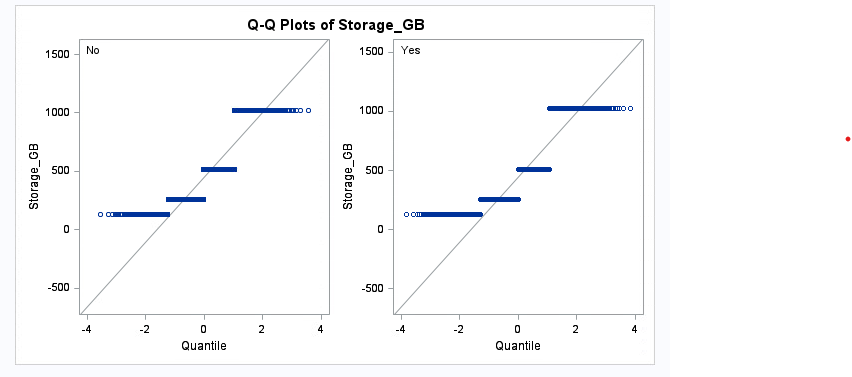 Q-Q Plots of Storage_GB
No
Yes
1500
1000
500
0
-500
Storage_GB
-4
-2
0
2
4
Quantile
1500
1000
500
0
-500
Storage_GB
-4
-2
0
2
4
Quantile